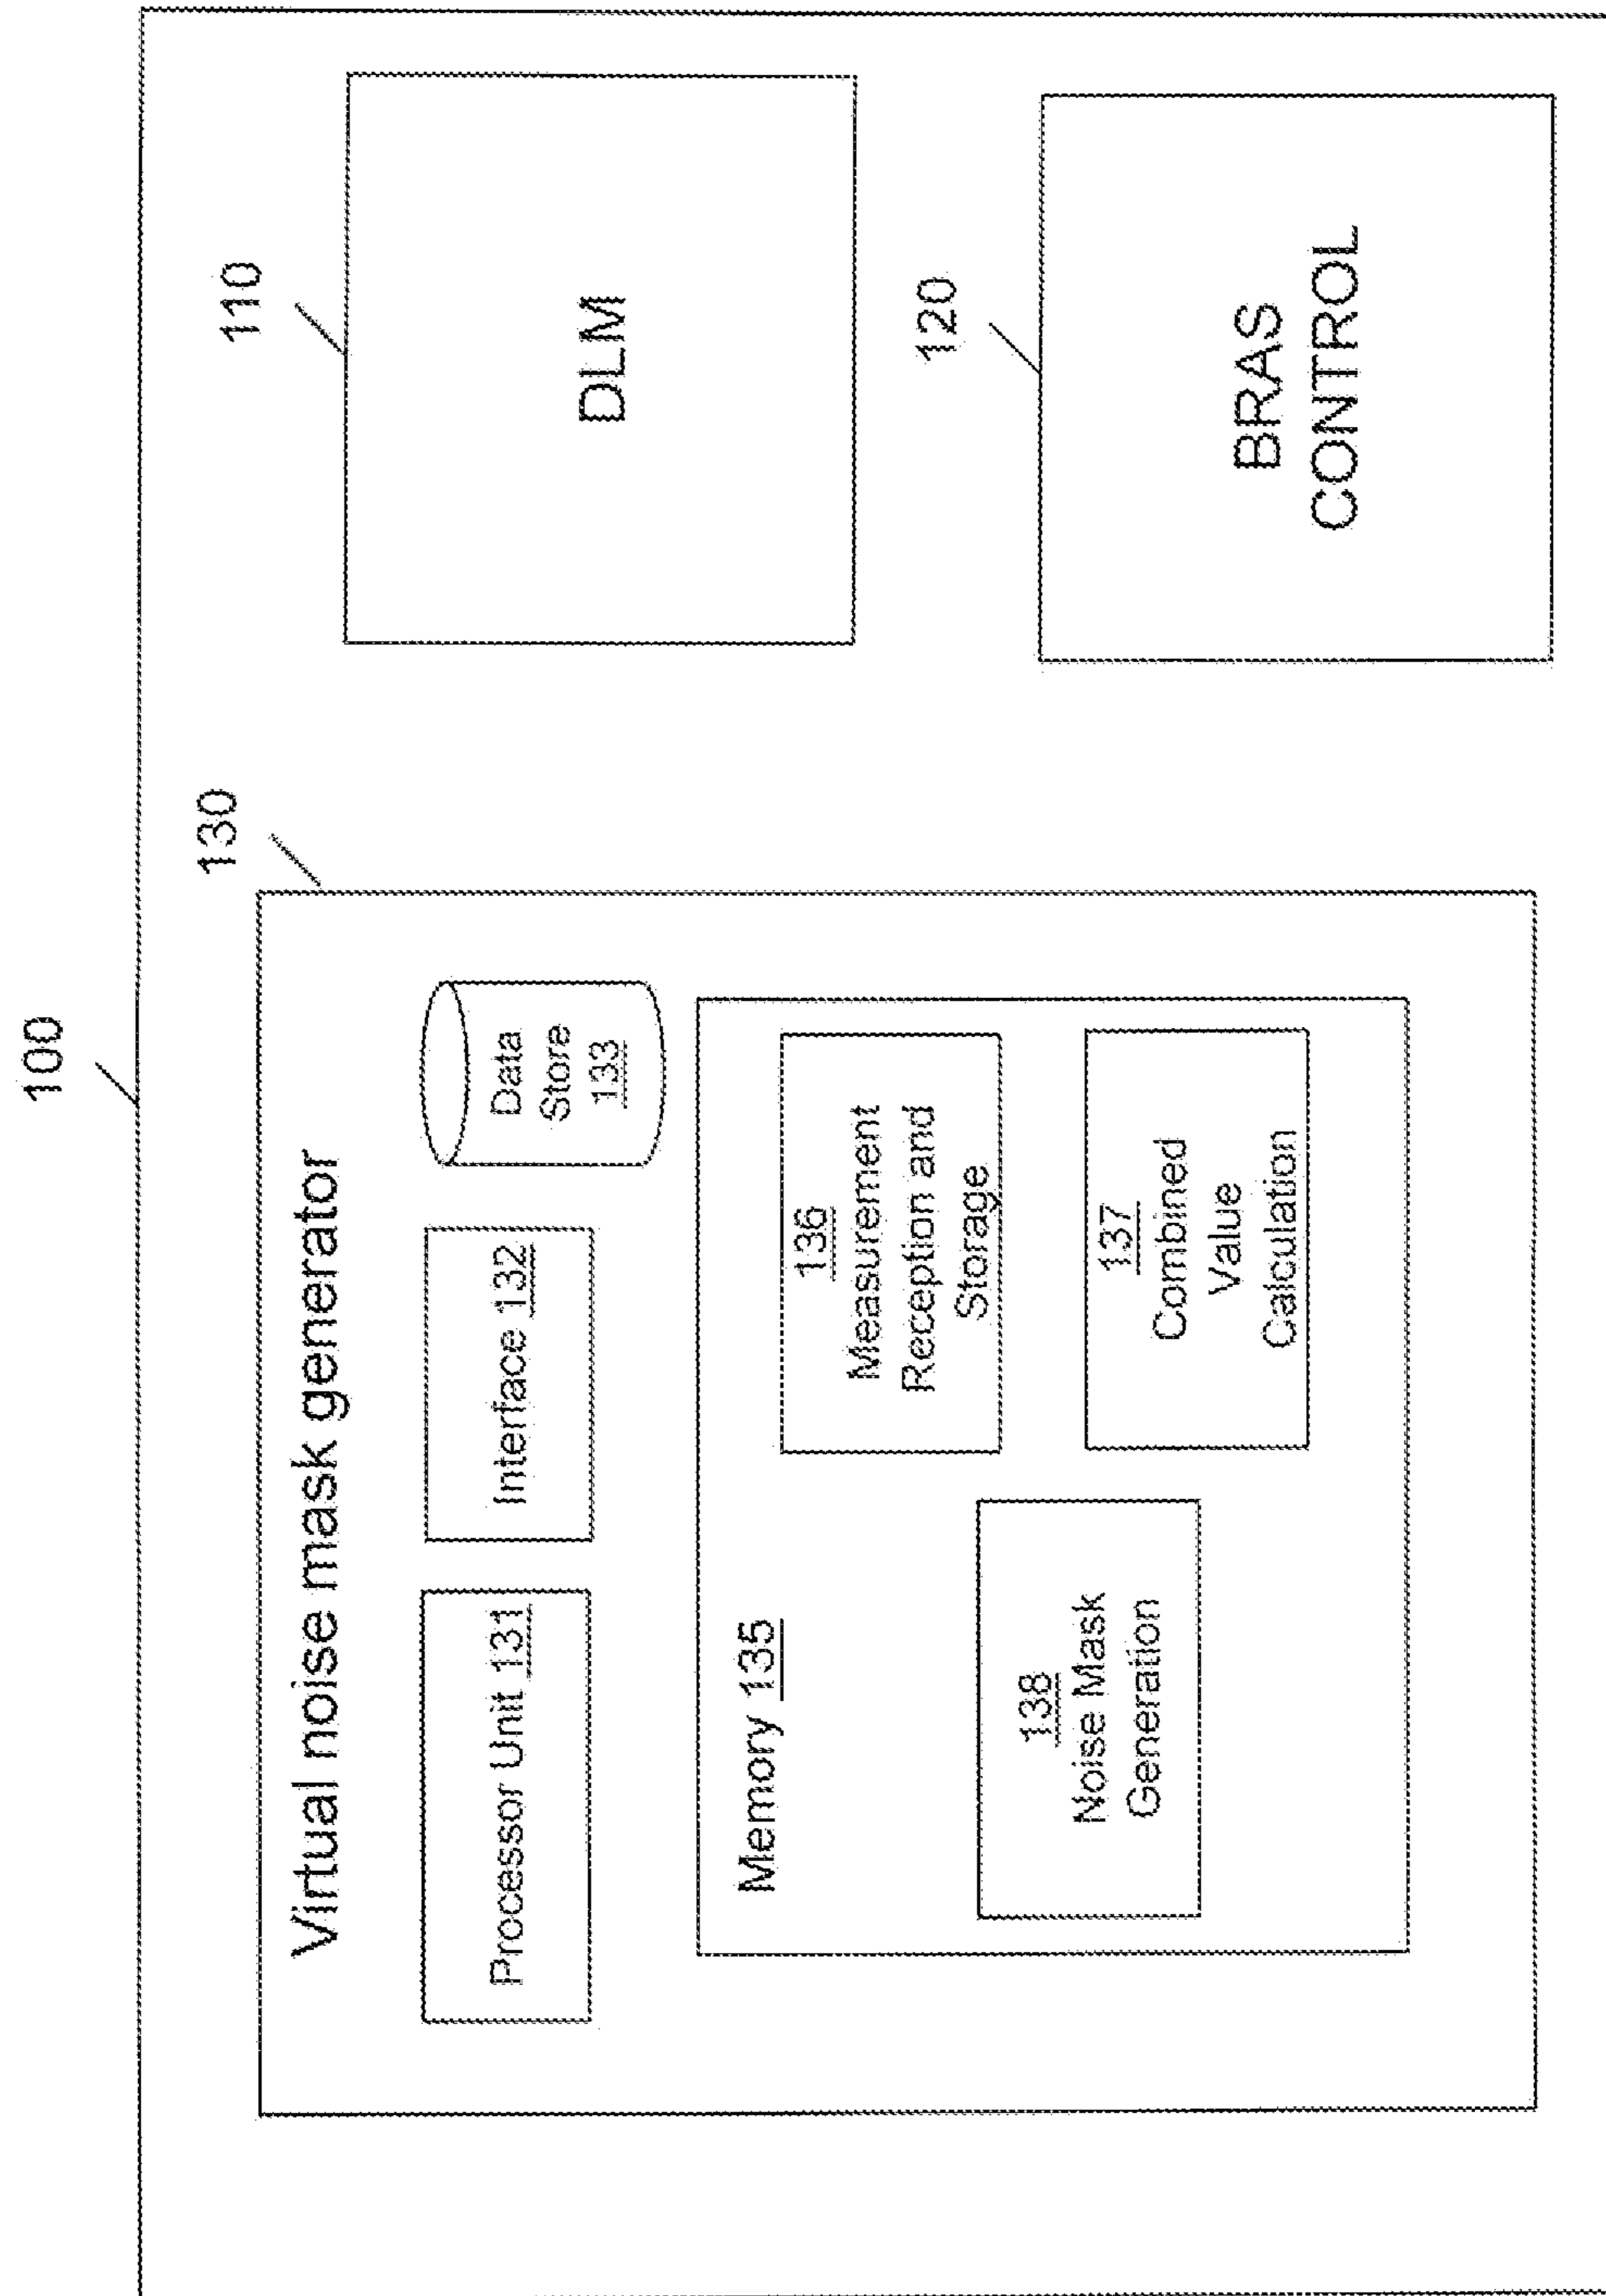 100
130
Virtual noise mask generator
Processor Unit 131
Interface 132
Data
Store
133
Memory 135
136
Measurement
Reception and
Storage
138
Noise Mask
Generation
137
Combined
Value
Calculation
110
DLM
120
BRAS
CONTROL